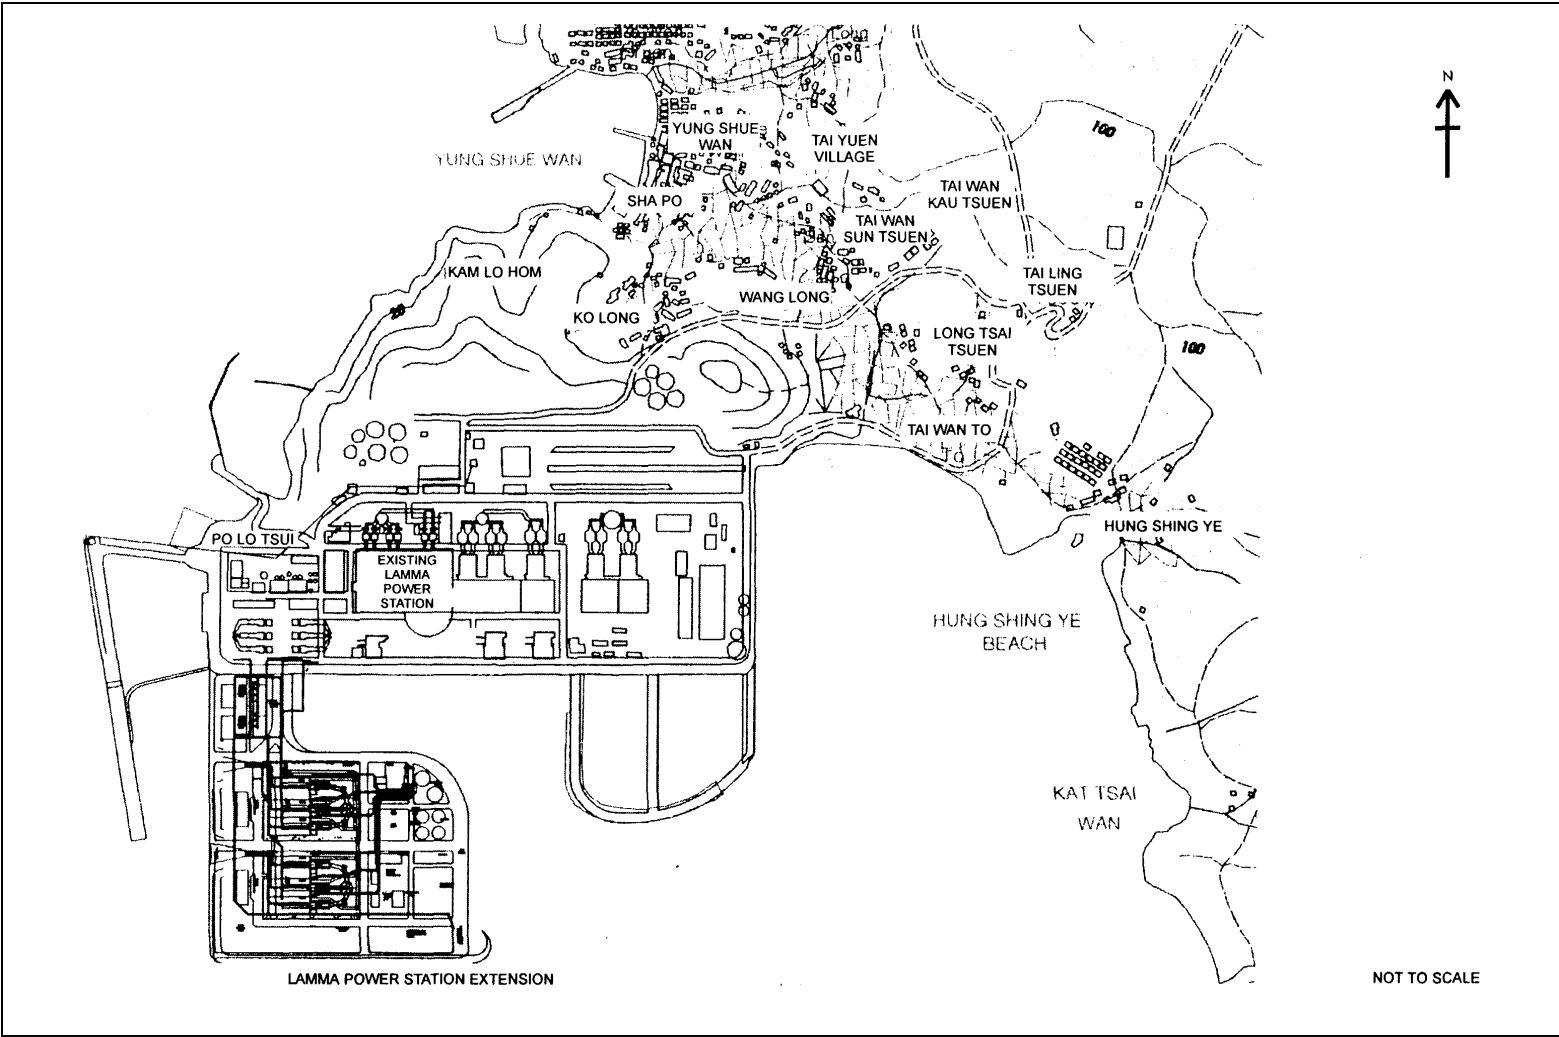 N
100
YUNG SHUE
WAN
TAI YUEN
VILLAGE
YUNG SHUE WAN
TAI WAN
KAU TSUEN
SHA PO
TAI WAN
SUN TSUEN
KAM LO HOM
TAI LING
TSUEN
WANG LONG
20
KO LONG
LONG TSAI
TSUEN
100
TAI WAN TO
HUNG SHING YE
PO LO TSUI
EXISTING
LAMMA
POWER
STATION
HUNG SHING YE
BEACH
KAT TSAI
WAN
LAMMA POWER STATION EXTENSION
NOT TO SCALE